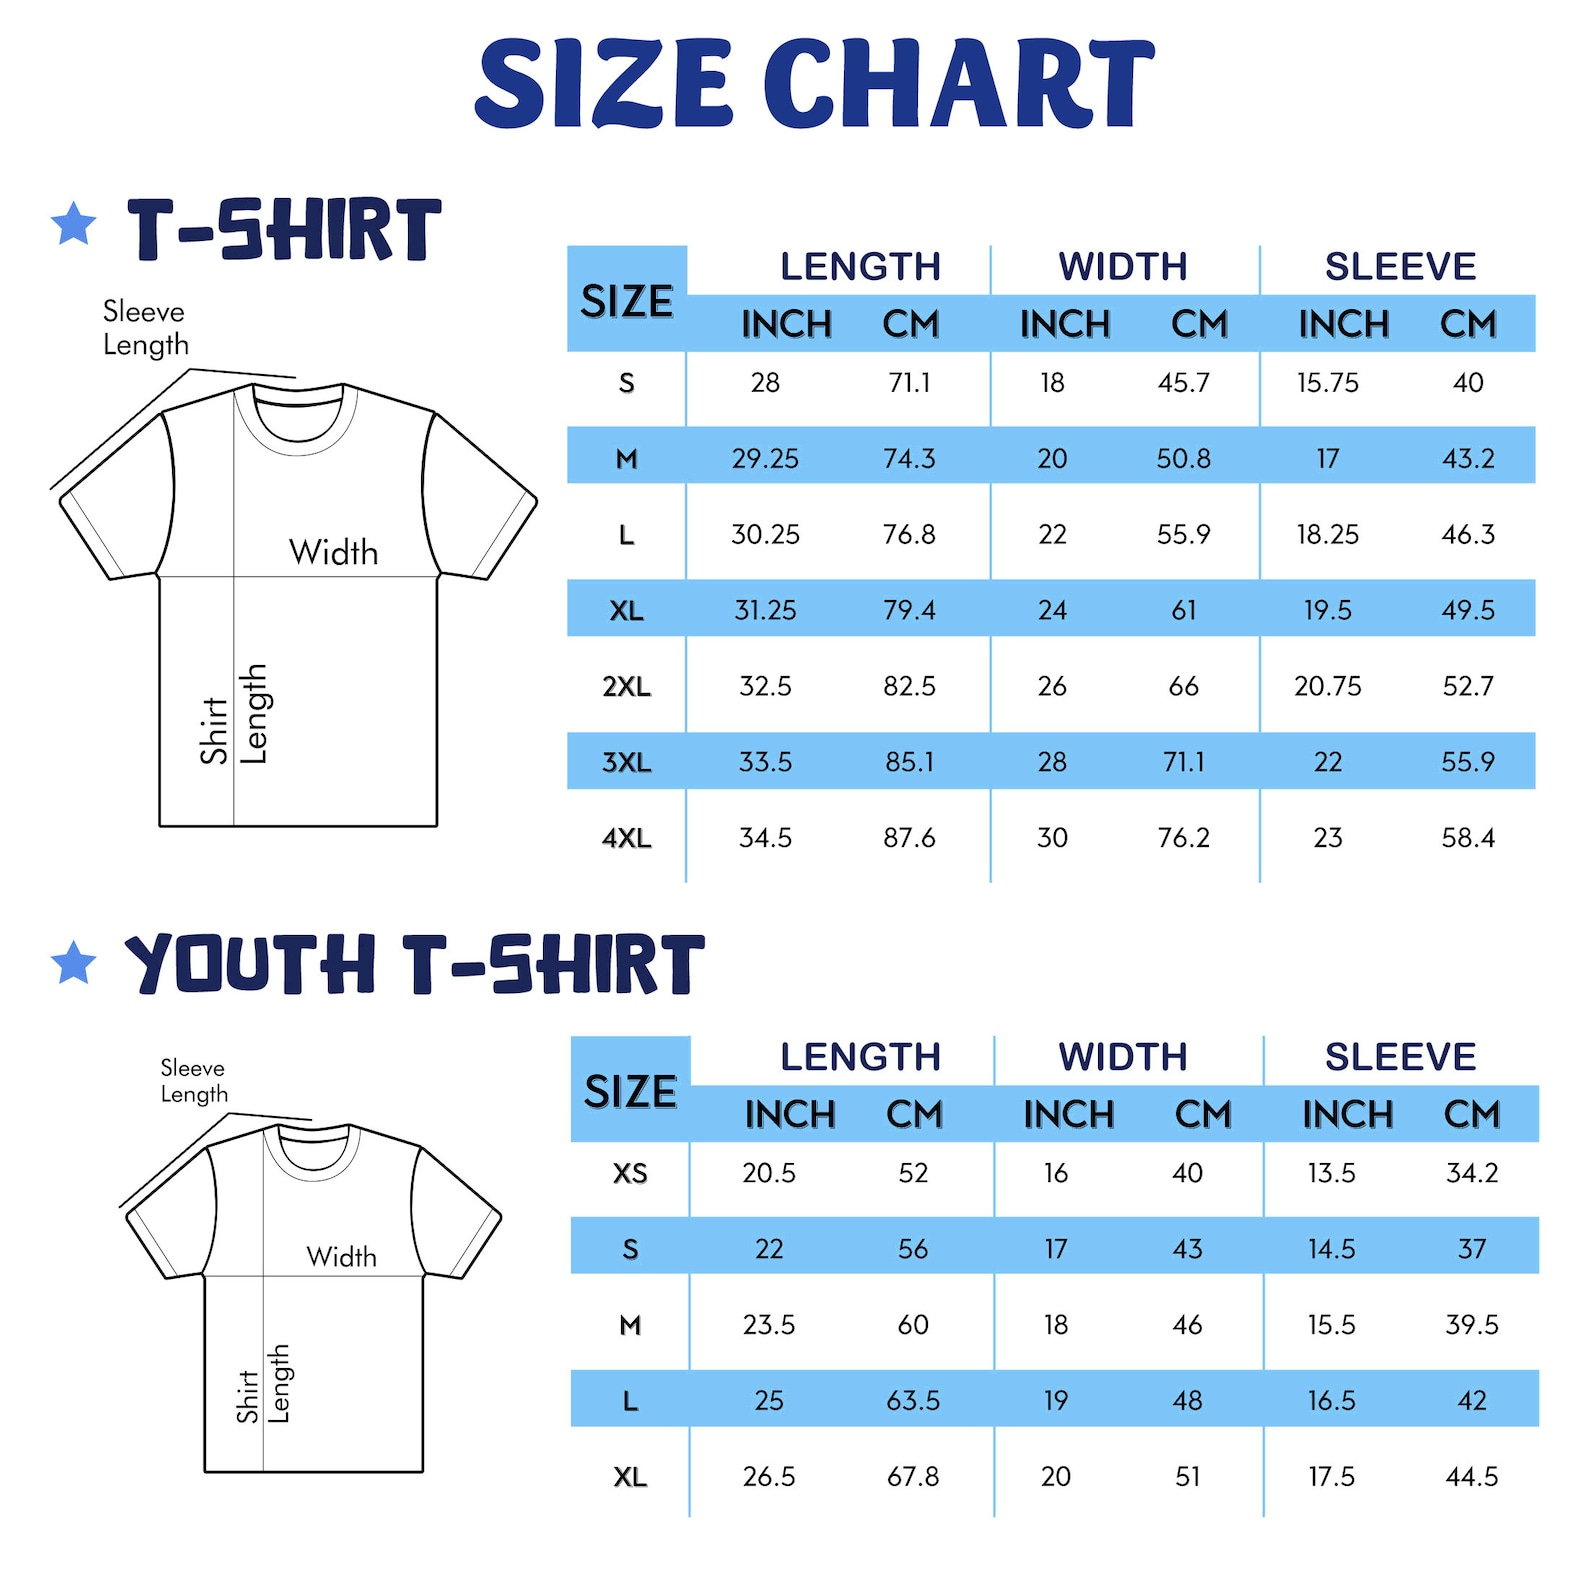 SIZE CHART
T-SHIRT
Sleeve
Length
Width
Shirt
Length
SIZE
LENGTH WIDTH SLEEVE
INCH CM INCH CM INCH CM
S 28 71.1 18 45.7 15.75 40
M 29.25 74.3 20 50.8 17 43.2
L 30.25 76.8 22 55.9 18.25 46.3
XL 31.25 79.4 24 61 19.5 49.5
2XL 32.5 82.5 26 66 20.75 52.7
3XL 33.5 85.1 28 71.1 22 55.9
4XL 34.5 87.6 30 76.2 23 58.4
YOUTH T-SHIRT
Sleeve
Length
Width
Shirt
Length
SIZE
LENGTH WIDTH SLEEVE
INCH CM INCH CM INCH CM
XS 20.5 52 16 40 13.5 34.2
S 22 56 17 43 14.5 37
M 23.5 60 18 46 15.5 39.5
L 25 63.5 19 48 16.5 42
XL 26.5 67.8 20 51 17.5 44.5